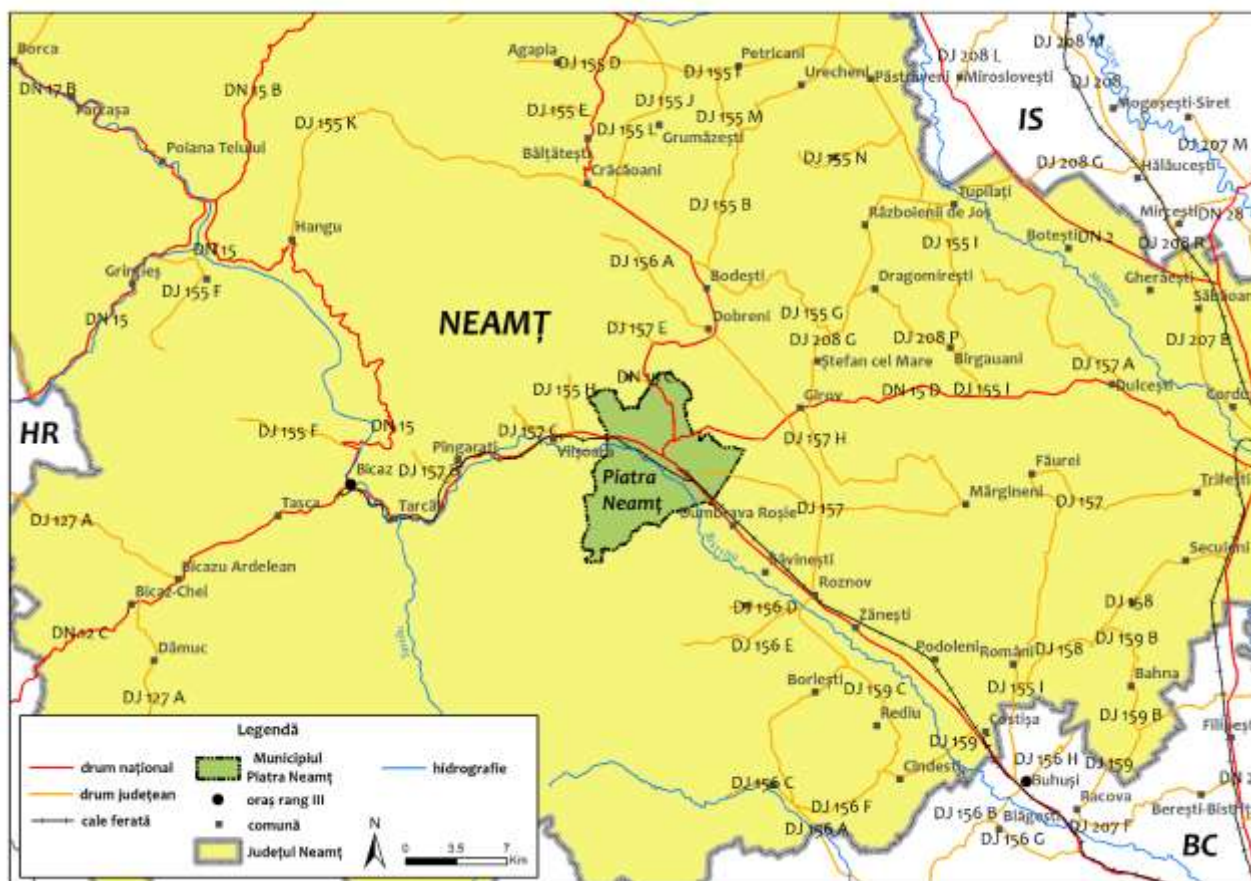 Borca
DN 17 B
Farcașa
DN 15 B
Poiana Teiului
DJ 155 K
Agapia
DJ 155 D
Petricani
DJ 155 I
Urecheni
Păstrăveni
DJ 208 L
Miroslovești
DJ 208 M
DJ 208
Mogoșești-Siret
DJ 155 E
DJ 155 J
DJ 155 M
DJ 155 L
Grumăzești
IS
DJ 207 M
Bălțătești
DJ 155 N
DJ 208 G
Hălăucești
Crăcăoani
DJ 155 B
Tupilați
Mircești
DN 28
Hangu
Războienii de Jos
DN 15
DJ 155 I
Botești
DN 2
DJ 208 R
Grințieș
DJ 155 F
DJ 156 A
Bodești
Dragomirești
Gherăești
Moldova
Săbăoani
DN 15
NEAMȚ
DJ 157 E
Dobreni
DJ 155 G
DJ 208 G
DJ 208 P
DJ 207 B
Ștefan cel Mare
Bîrgauani
DJ 157 A
DJ 155 H
DN 15 D
DJ 155 I
Dulcești
HR
DJ 155 F
DN 15
Girov
DJ 157 C
DJ 157 H
Viișoara
Pîngarați
Bicaz
Piatra
Neamț
Făurei
Trifești
Tașca
Tarcău
Mărgineni
DJ 157
DJ 157
DJ 127 A
Dumbrava Roșie
Bistrița
Secuieni
Săvinești
Bicazu Ardelean
Roznov
Bicaz-Chei
DJ 156 D
DJ 158
DN 12 C
Zănești
DJ 156 E
DJ 159 B
Dămuc
Podoleni
Români
DJ 158
Tarcău
Borlești
DJ 159 C
DJ 155 I
Bahna
DJ 127 A
Rediu
DJ 159 B
Costișa
DJ 159
DJ 156 H
DJ 159
Cîndești
Buhuși
DJ 156 C
DJ 156 F
DJ 156 B
Racova
DJ 156 A
Blăgești
DJ 207 F
DJ 156 G
BC
Legendă
drum național
Municipiul
Piatra Neamț
hidrografie
drum județean
oraș rang III
cale ferată
comună
Județul Neamț
N
0 3.5 7
Km